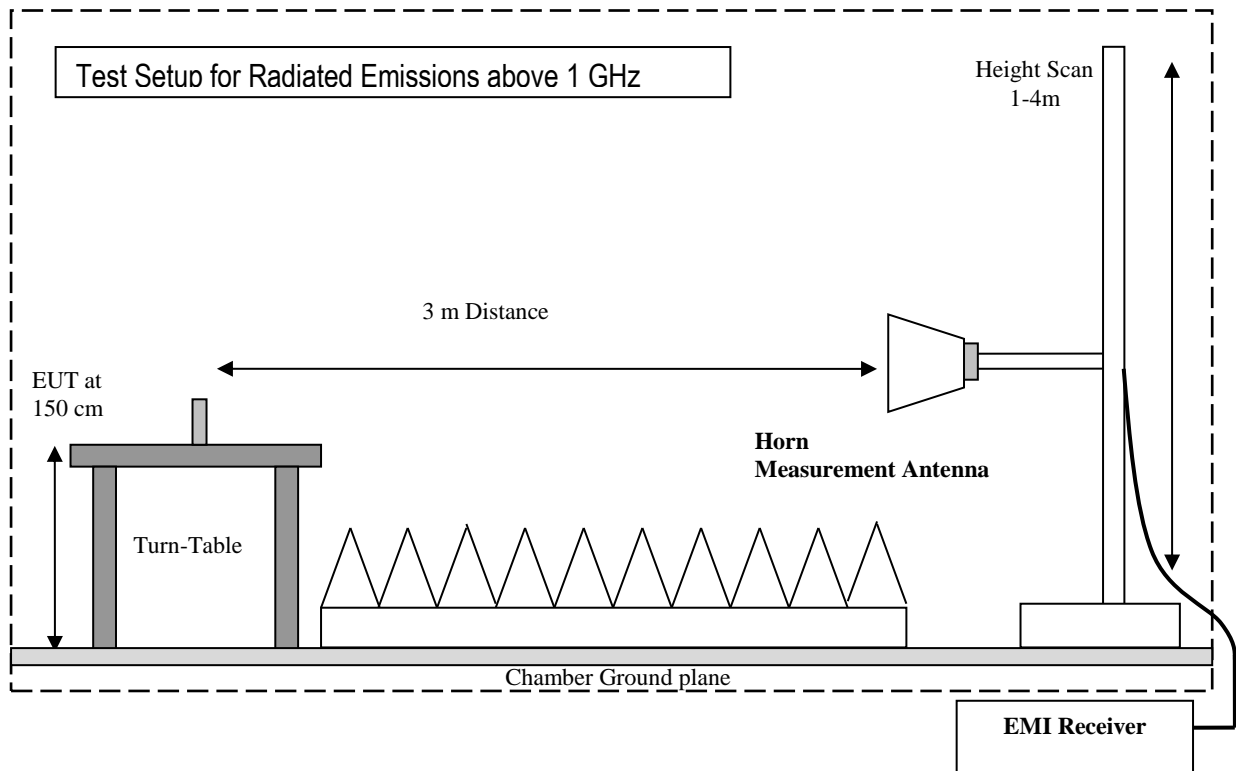 Test Setup for Radiated Emissions above 1 GHz
Height Scan
1-4m
3 m Distance
EUT at
150 cm
Horn
Measurement Antenna
Turn-Table
Chamber Ground plane
EMI Receiver